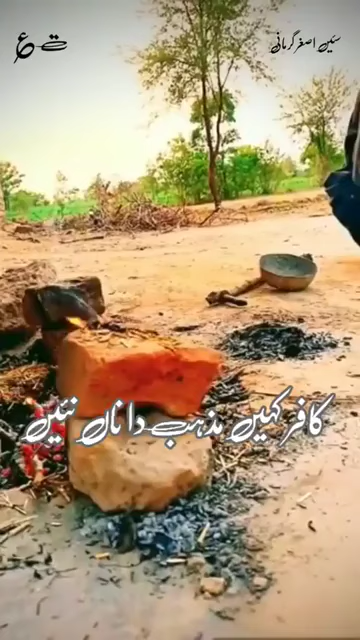 سئیں اصغر گرمانی
کافر کہیں مذہب دا ناں نئیں